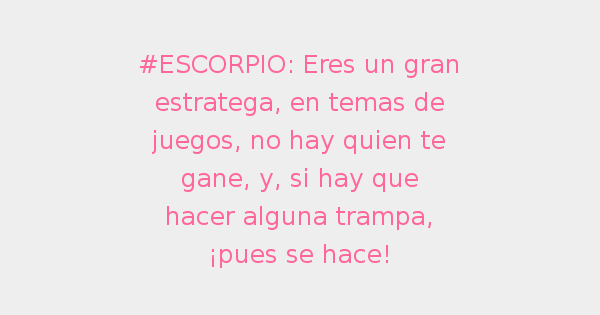 #ESCORPIO: Eres un gran
estratega, en temas de
juegos, no hay quien te
gane, y, si hay que
hacer alguna trampa,
¡pues se hace!